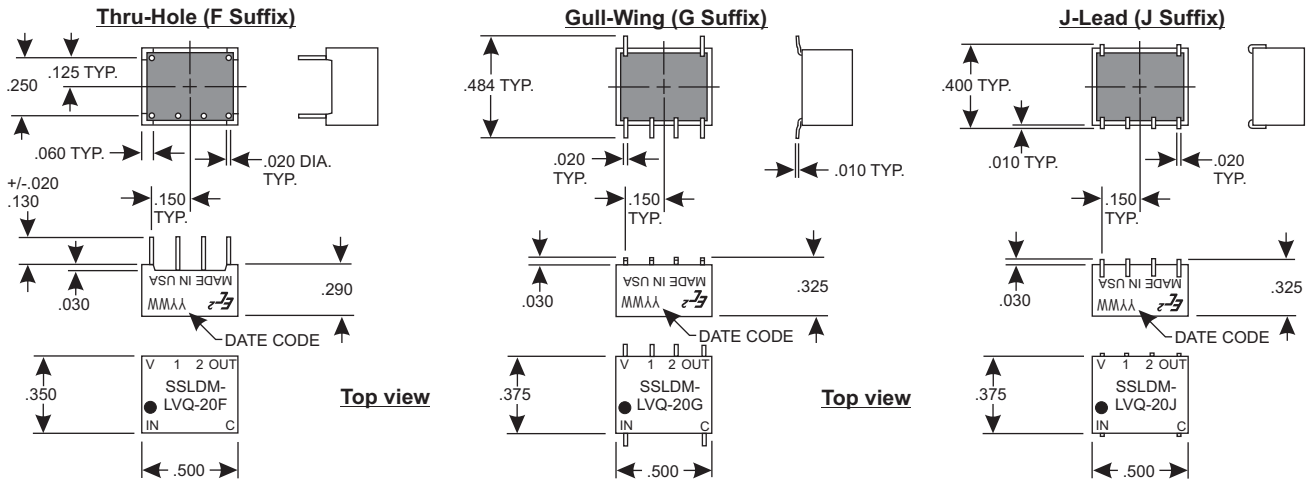 Thru-Hole (F Suffix)
.250
.125 TYP.
.060 TYP.
.020 DIA.
TYP.
+/-.020
.130
.150
TYP.
.030
MADE IN USA
YYWW
EC2
.290
DATE CODE
.350
V 1 2 OUT
SSLDM-
LVQ-20F
IN C
.500
Top view
Gull-Wing (G Suffix)
.484 TYP.
.020
TYP.
.010 TYP.
.150
TYP.
.030
MADE IN USA
YYWW
EC2
.325
DATE CODE
.375
V 1 2 OUT
SSLDM-
LVQ-20G
IN C
.500
Top view
J-Lead (J Suffix)
.400 TYP.
.010 TYP.
.020
TYP.
.150
TYP.
.030
MADE IN USA
YYWW
EC2
.325
DATE CODE
.375
V 1 2 OUT
SSLDM-
LVQ-20J
IN C
.500